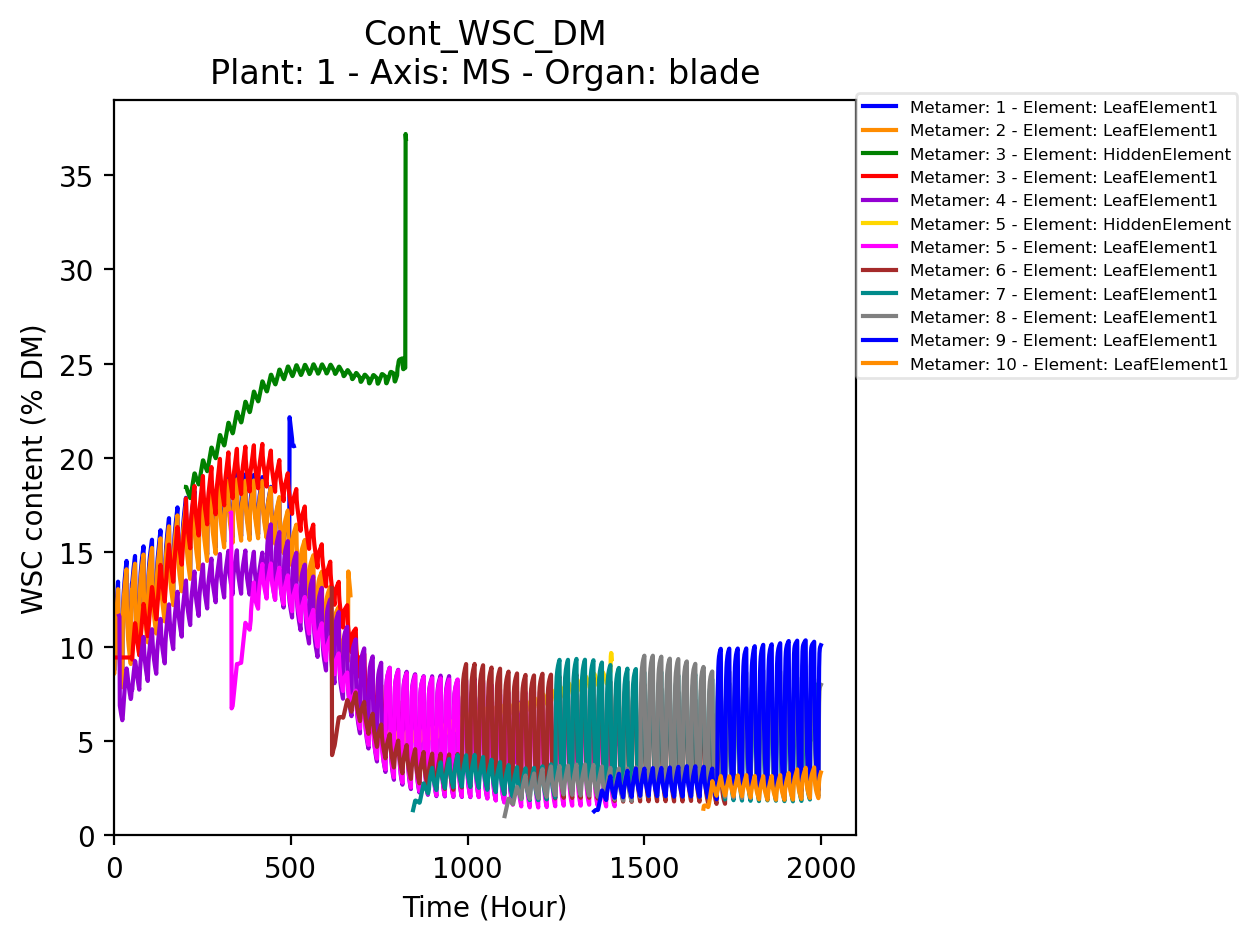 Cont_WSC_DM
Plant: 1 - Axis: MS - Organ: blade
WSC content (% DM)
35
30
25
20
15
10
5
0
0 500 1000 1500 2000
Time (Hour)
Metamer: 1 - Element: LeafElement1
Metamer: 2 - Element: LeafElement1
Metamer: 3 - Element: HiddenElement
Metamer: 3 - Element: LeafElement1
Metamer: 4 - Element: LeafElement1
Metamer: 5 - Element: HiddenElement
Metamer: 5 - Element: LeafElement1
Metamer: 6 - Element: LeafElement1
Metamer: 7 - Element: LeafElement1
Metamer: 8 - Element: LeafElement1
Metamer: 9 - Element: LeafElement1
Metamer: 10 - Element: LeafElement1